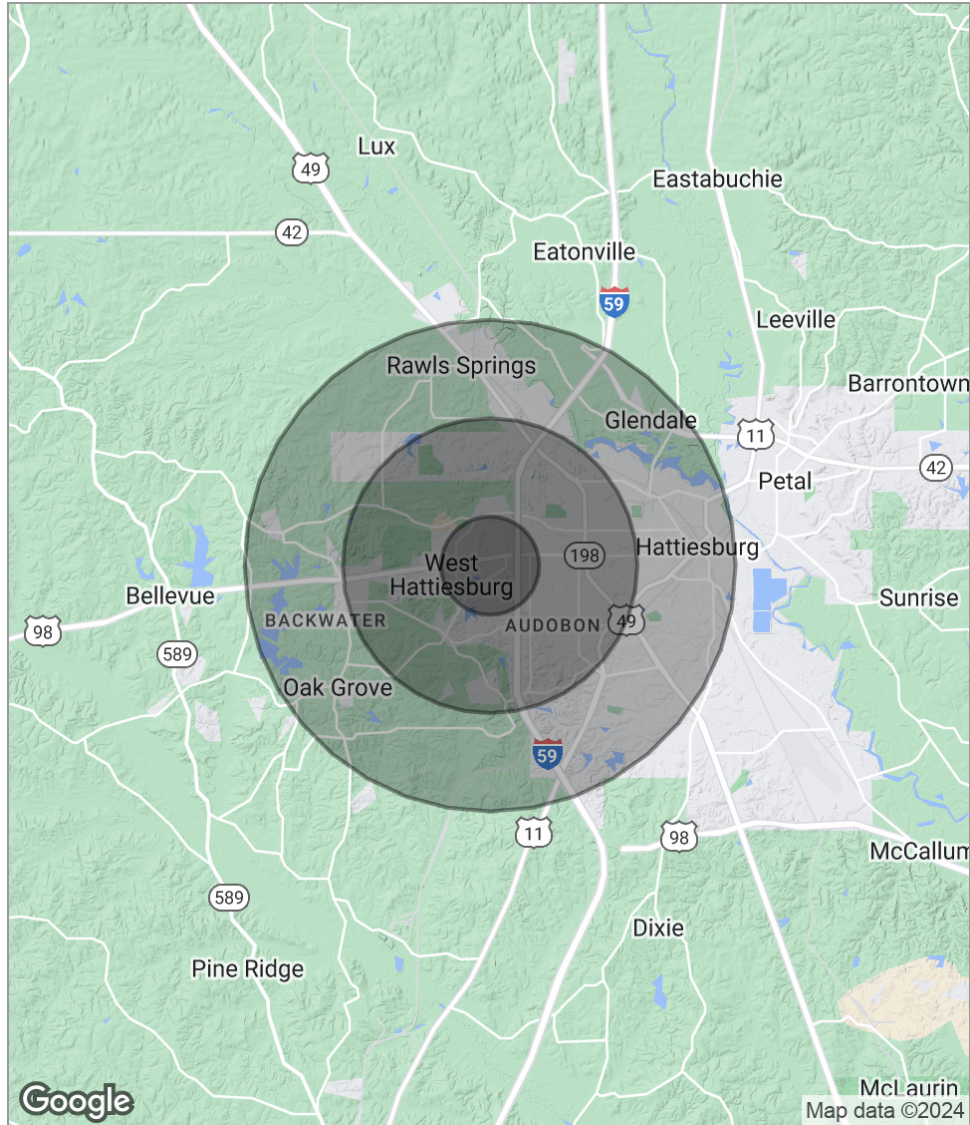 Lux
49
Eastabuchie
42
Eatonville
59
Leeville
Rawls Springs
Barrontown
Glendale
11
42
Petal
Hattiesburg
198
West
Hattiesburg
Bellevue
Sunrise
BACKWATER
AUDOBON
49
98
589
Oak Grove
59
11
98
McCallum
589
Dixie
Pine Ridge
McLaurin
Google
Map data ©2024